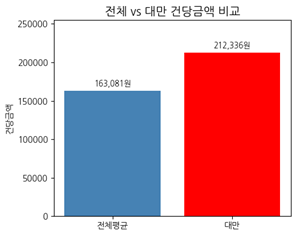 전체 vs 대만 건당금액 비교
250000
200000
150000
100000
50000
0
건당금액
163,081원
212,336원
전체평균
대만